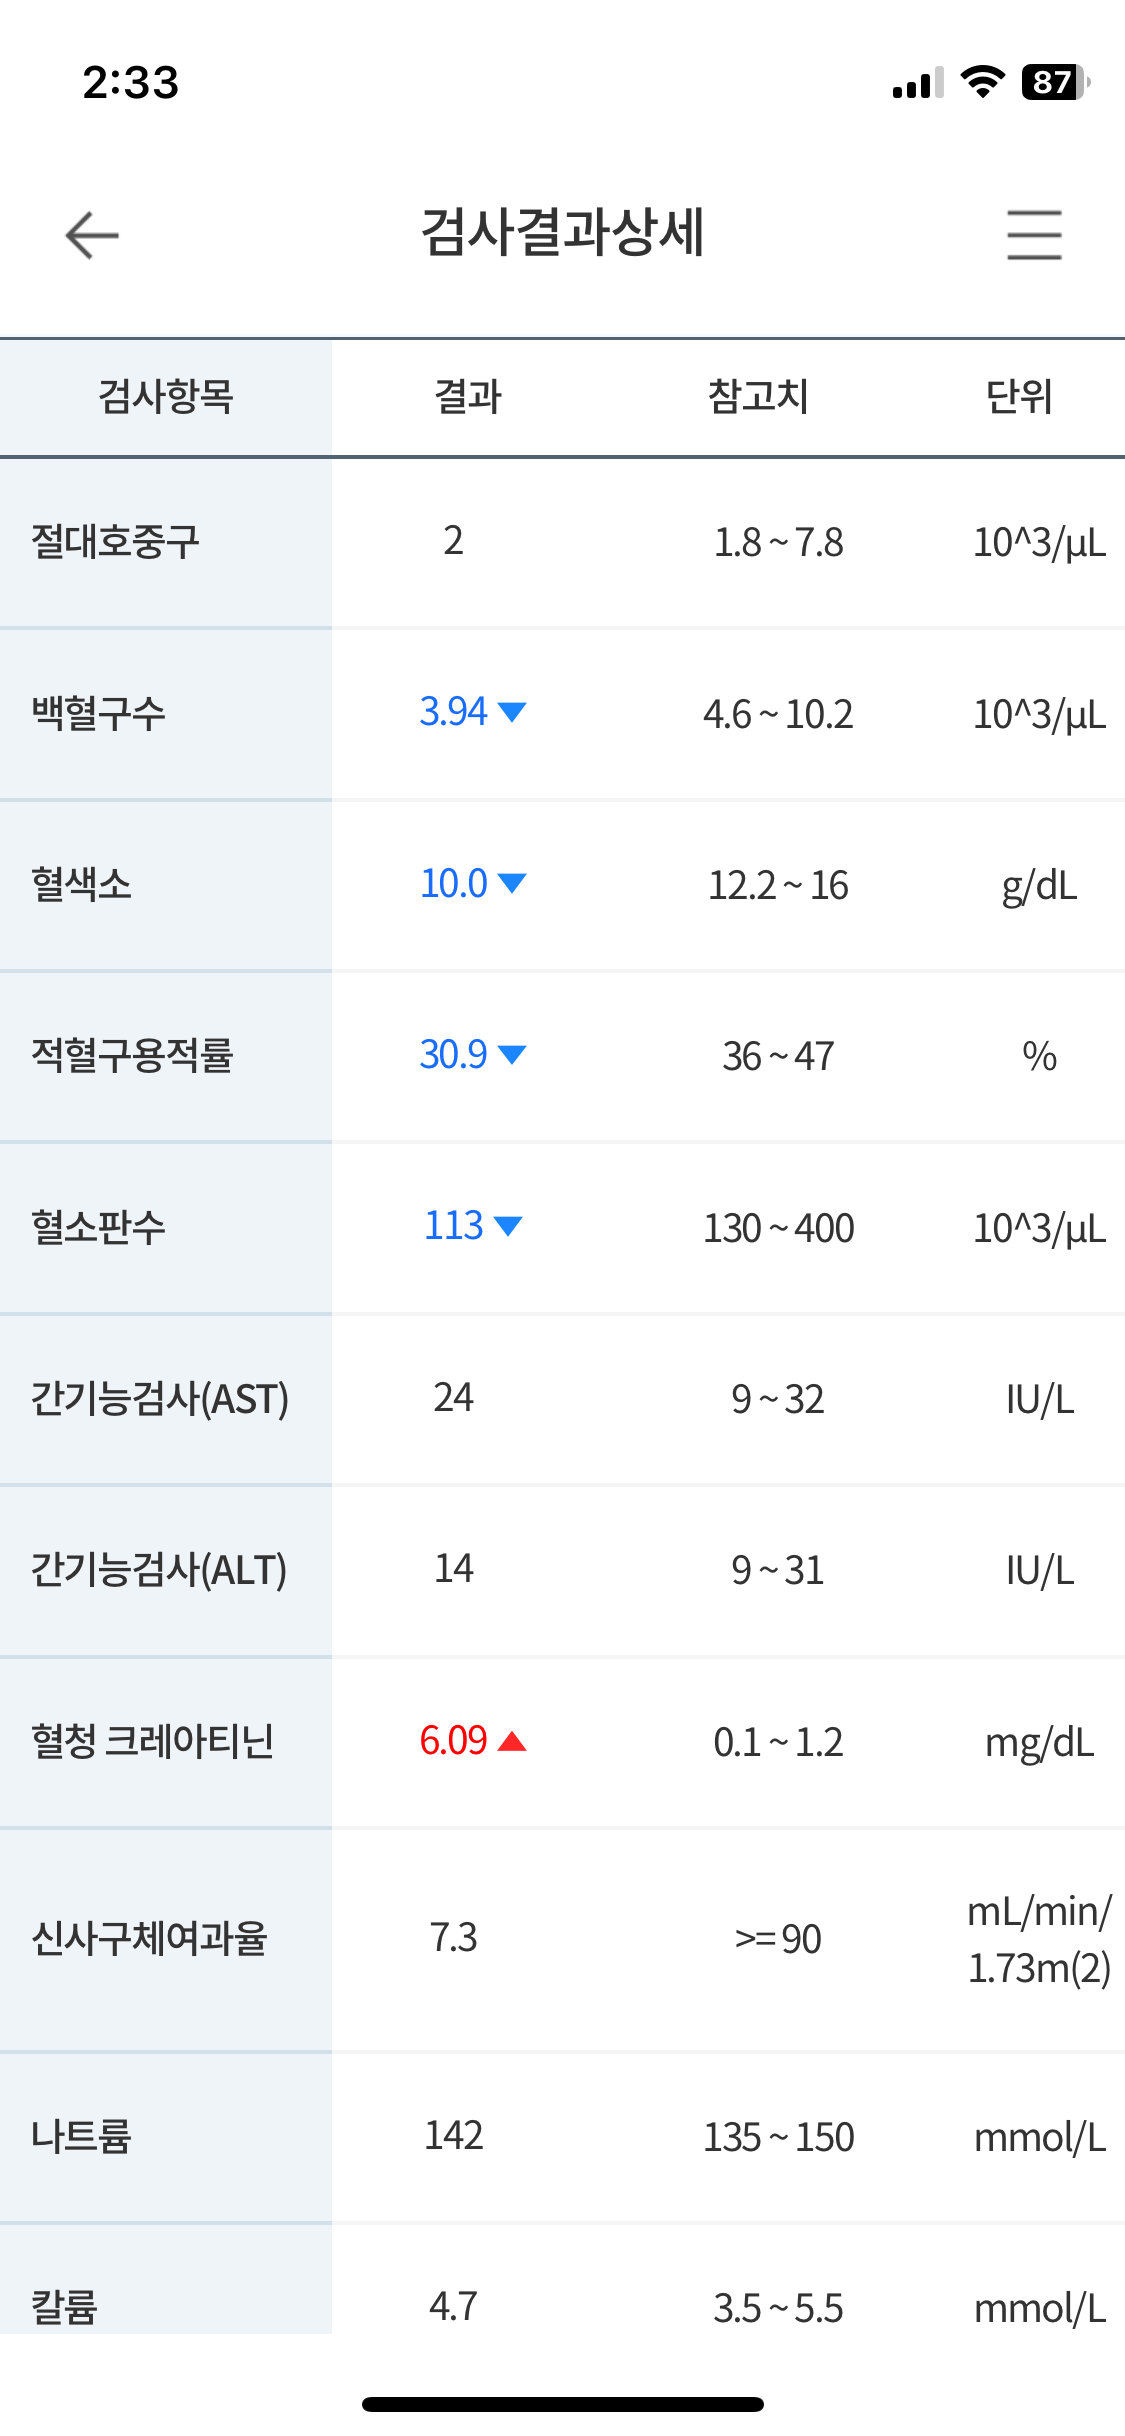 2:33
87
검사결과상세
검사항목 결과 참고치 단위
절대호중구 2 1.8 ~ 7.8 10^3/μL
백혈구수 3.94 ▼ 4.6 ~ 10.2 10^3/μL
혈색소 10.0 ▼ 12.2 ~ 16 g/dL
적혈구용적률 30.9 ▼ 36 ~ 47 %
혈소판수 113 ▼ 130 ~ 400 10^3/μL
간기능검사(AST) 24 9 ~ 32 IU/L
간기능검사(ALT) 14 9 ~ 31 IU/L
혈청 크레아티닌 6.09 ▲ 0.1 ~ 1.2 mg/dL
신사구체여과율 7.3 >= 90 mL/min/
1.73m(2)
나트륨 142 135 ~ 150 mmol/L
칼륨 4.7 3.5 ~ 5.5 mmol/L